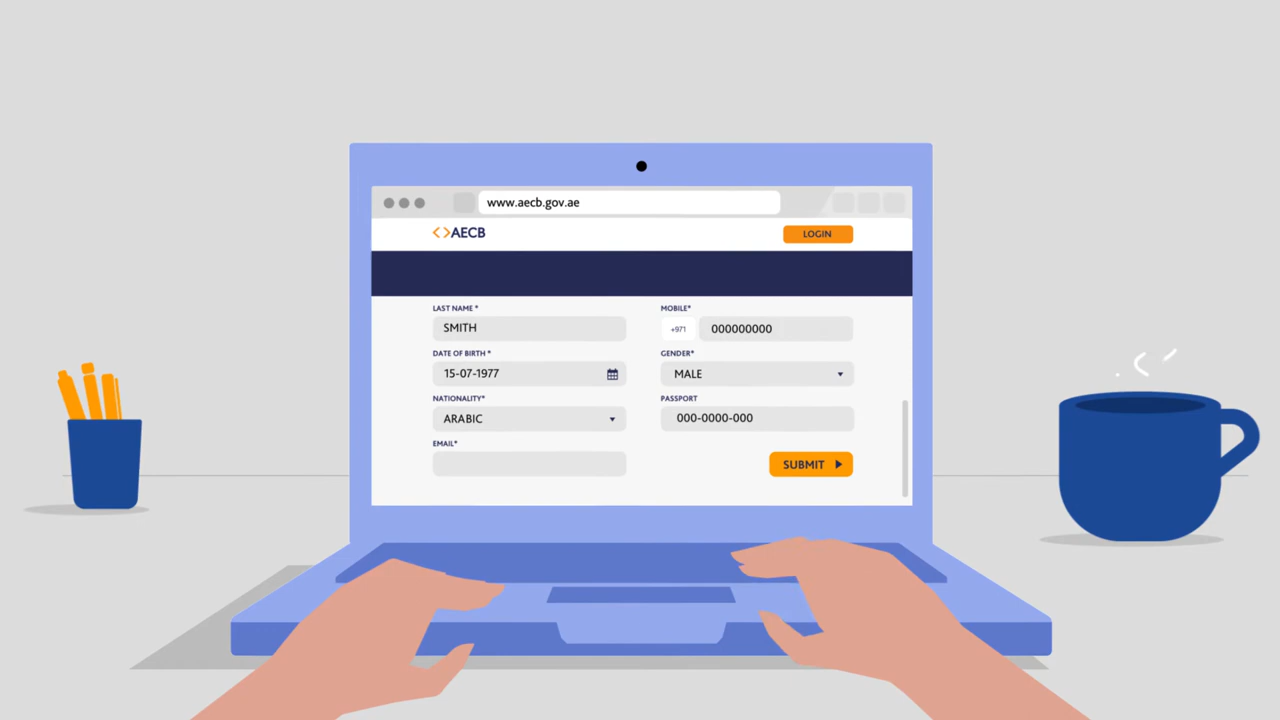 www.aecb.gov.ae
<>AECB
LOGIN
LAST NAME *
MOBILE*
SMITH
+971
000000000
DATE OF BIRTH *
GENDER*
15-07-1977
MALE
NATIONALITY*
PASSPORT
ARABIC
000-0000-000
EMAIL*
SUBMIT